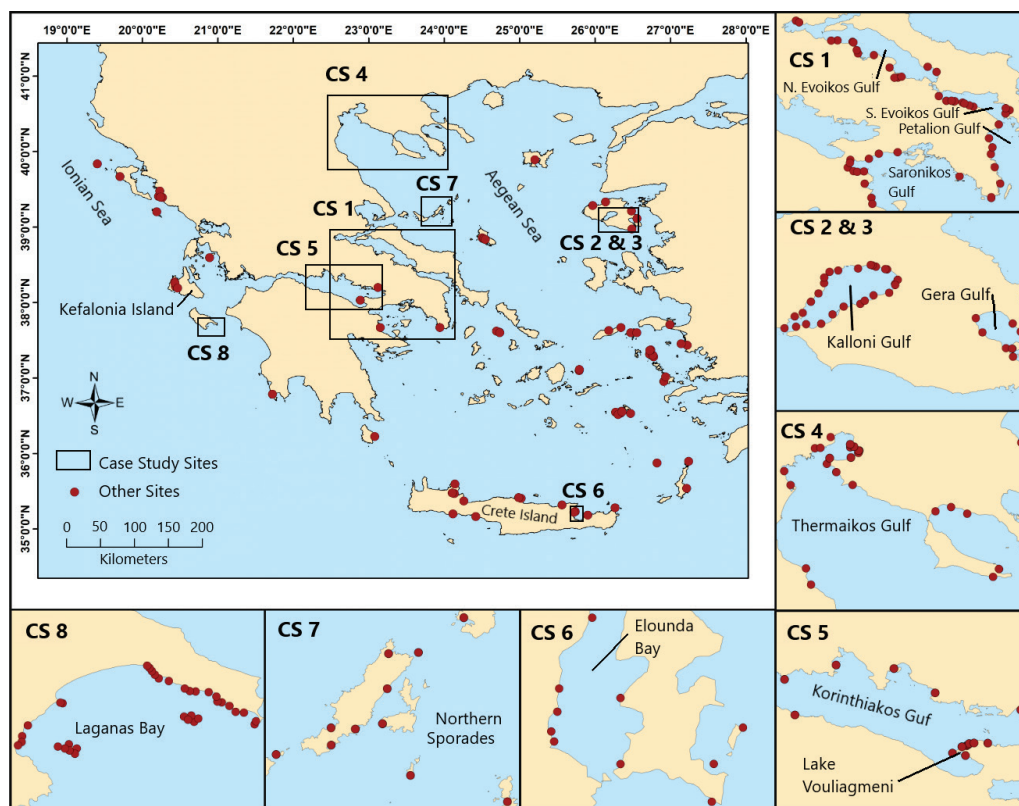 19°0'0"E 20°0'0"E 22°0'0"E 23°0'0"E 24°0'0"E 25°0'0"E 26°0'0"E 27°0'0"E 28°0'0"E
41°0'0"N
40°0'0"N
39°0'0"N
38°0'0"N
37°0'0"N
36°0'0"N
35°0'0"N
CS 4
Ionian Sea
CS 7
Aegean Sea
CS 1
CS 2 & 3
CS 5
Kefalonia Island
CS 8
N
W E
S
Case Study Sites
Other Sites
0 50 100 150 200
Kilometers
CS 6
Crete Island
CS 1
N. Evoikos Gulf
S. Evoikos Gulf
Petalion Gulf
Saronikos
Gulf
CS 2 & 3
Gera Gulf
Kalloni Gulf
CS 4
Thermaikos Gulf
CS 8
Laganas Bay
CS 7
Northern
Sporades
CS 6
Elounda
Bay
CS 5
Korinthiakos Guf
Lake
Vouliagmeni